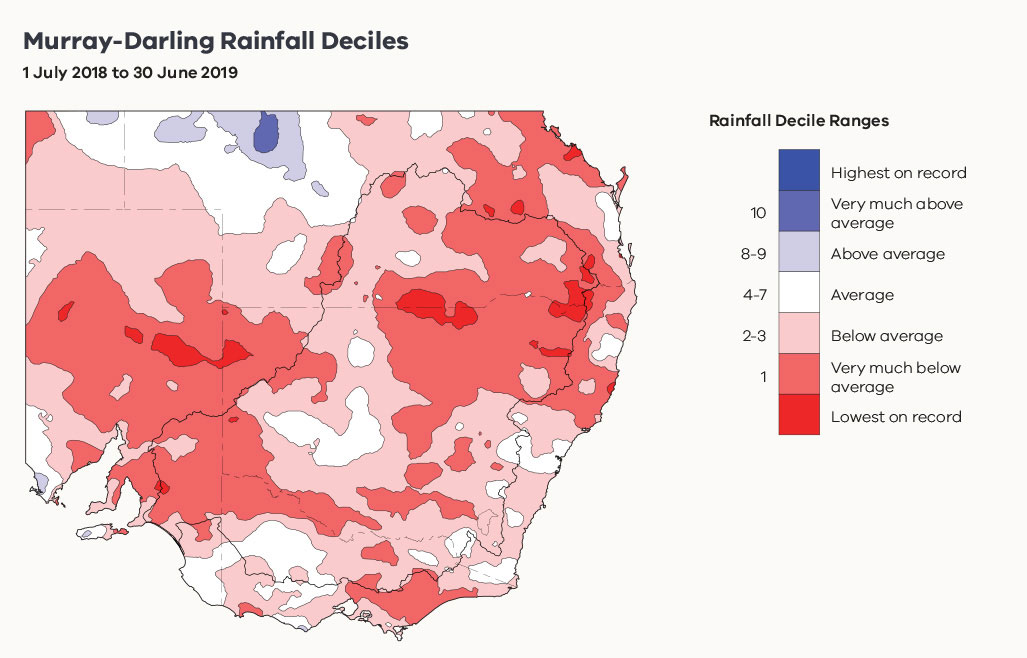 Murray-Darling Rainfall Deciles
1 July 2018 to 30 June 2019
Rainfall Decile Ranges
Highest on record
10
Very much above
average
8-9
Above average
4-7
Average
2-3
Below average
1
Very much below
average
Lowest on record